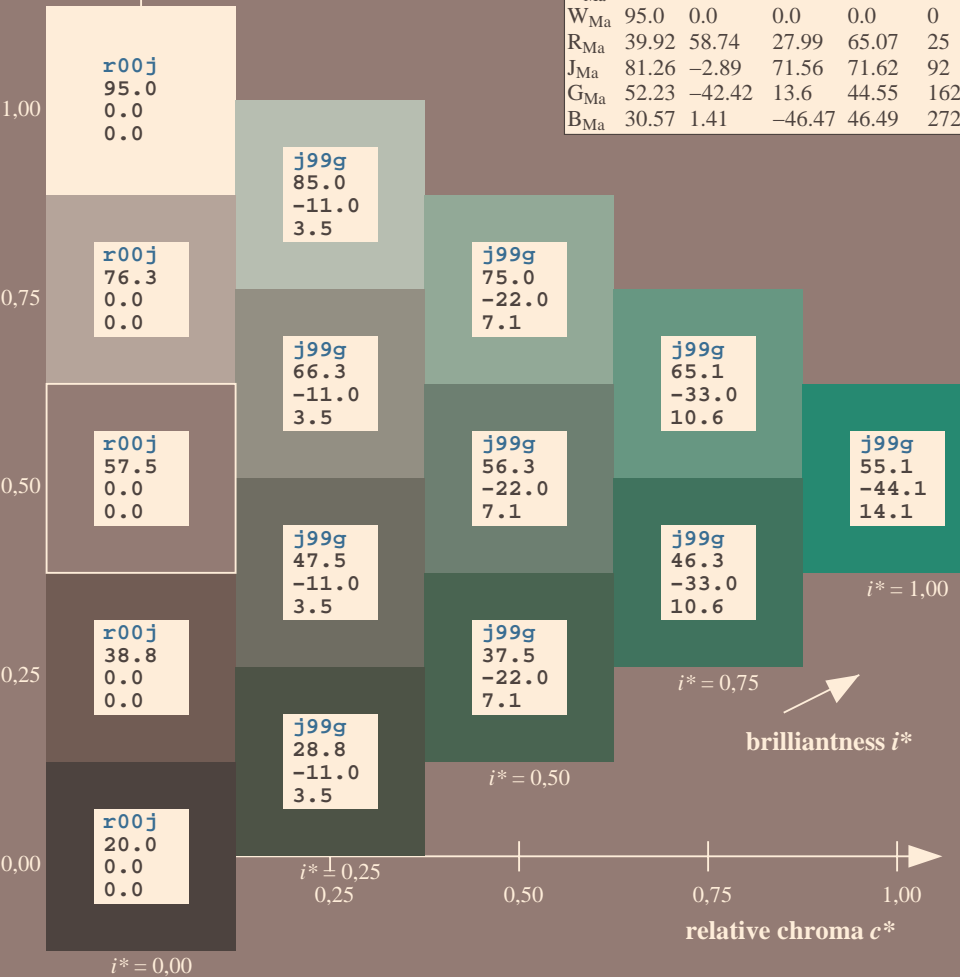 W_Ma 95.0 0.0 0.0 0.0 0
R_Ma 39.92 58.74 27.99 65.07 25
J_Ma 81.26 −2.89 71.56 71.62 92
G_Ma 52.23 −42.42 13.6 44.55 162
B_Ma 30.57 1.41 −46.47 46.49 272
1,00
0,75
0,50
0,25
0,00
r00j
95.0
0.0
0.0
r00j
76.3
0.0
0.0
r00j
57.5
0.0
0.0
r00j
38.8
0.0
0.0
r00j
20.0
0.0
0.0
i* = 0,00
j99g
85.0
−11.0
3.5
j99g
66.3
−11.0
3.5
j99g
47.5
−11.0
3.5
j99g
28.8
−11.0
3.5
i* = 0,25
j99g
75.0
−22.0
7.1
j99g
56.3
−22.0
7.1
j99g
37.5
−22.0
7.1
i* = 0,50
j99g
65.1
−33.0
10.6
j99g
46.3
−33.0
10.6
i* = 0,75
j99g
55.1
−44.1
14.1
i* = 1,00
brilliantness i*
0,25 0,50 0,75 1,00
relative chroma c*